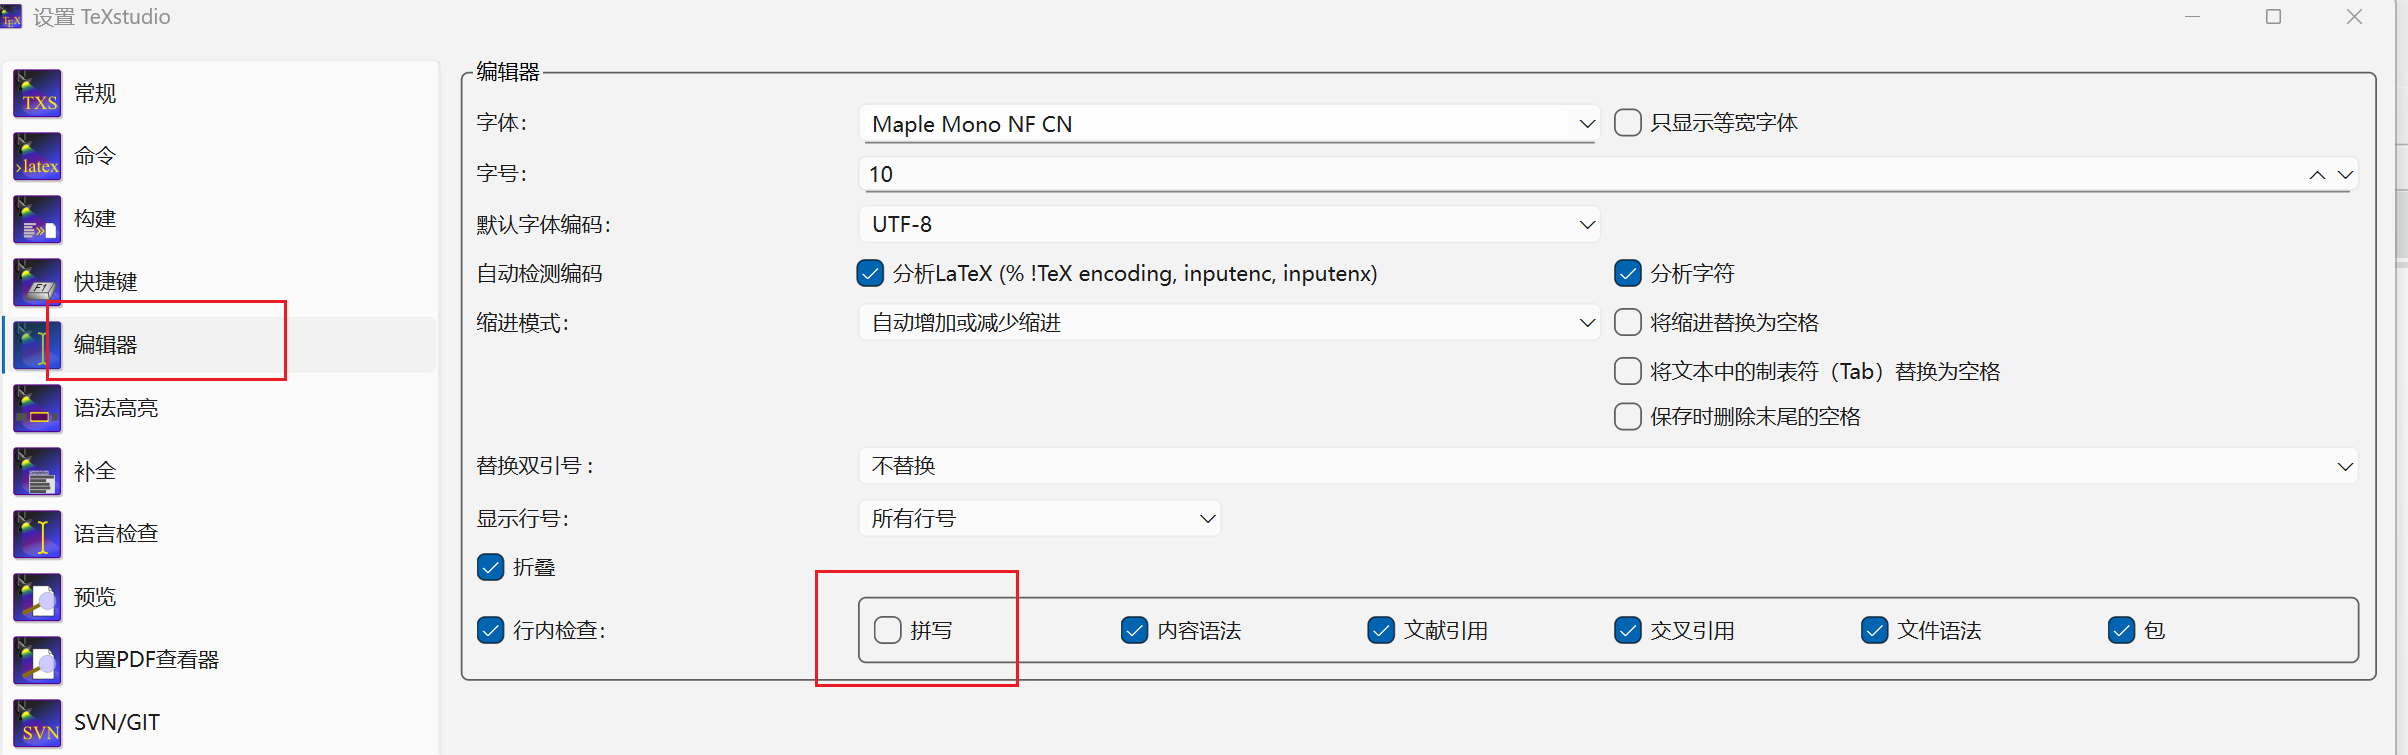 设置 TeXstudio
TXS 常规
>latex 命令
构建
F1 快捷键
编辑器
语法高亮
补全
语言检查
预览
内置PDF查看器
SVN SVN/GIT
编辑器
字体: Maple Mono NF CN 只显示等宽字体
字号: 10
默认字体编码: UTF-8
自动检测编码 分析LaTeX (% !TeX encoding, inputenc, inputenx) 分析字符
缩进模式: 自动增加或减少缩进 将缩进替换为空格
将文本中的制表符（Tab）替换为空格
保存时删除末尾的空格
替换双引号 : 不替换
显示行号: 所有行号
折叠
行内检查: 拼写 内容语法 文献引用 交叉引用 文件语法 包